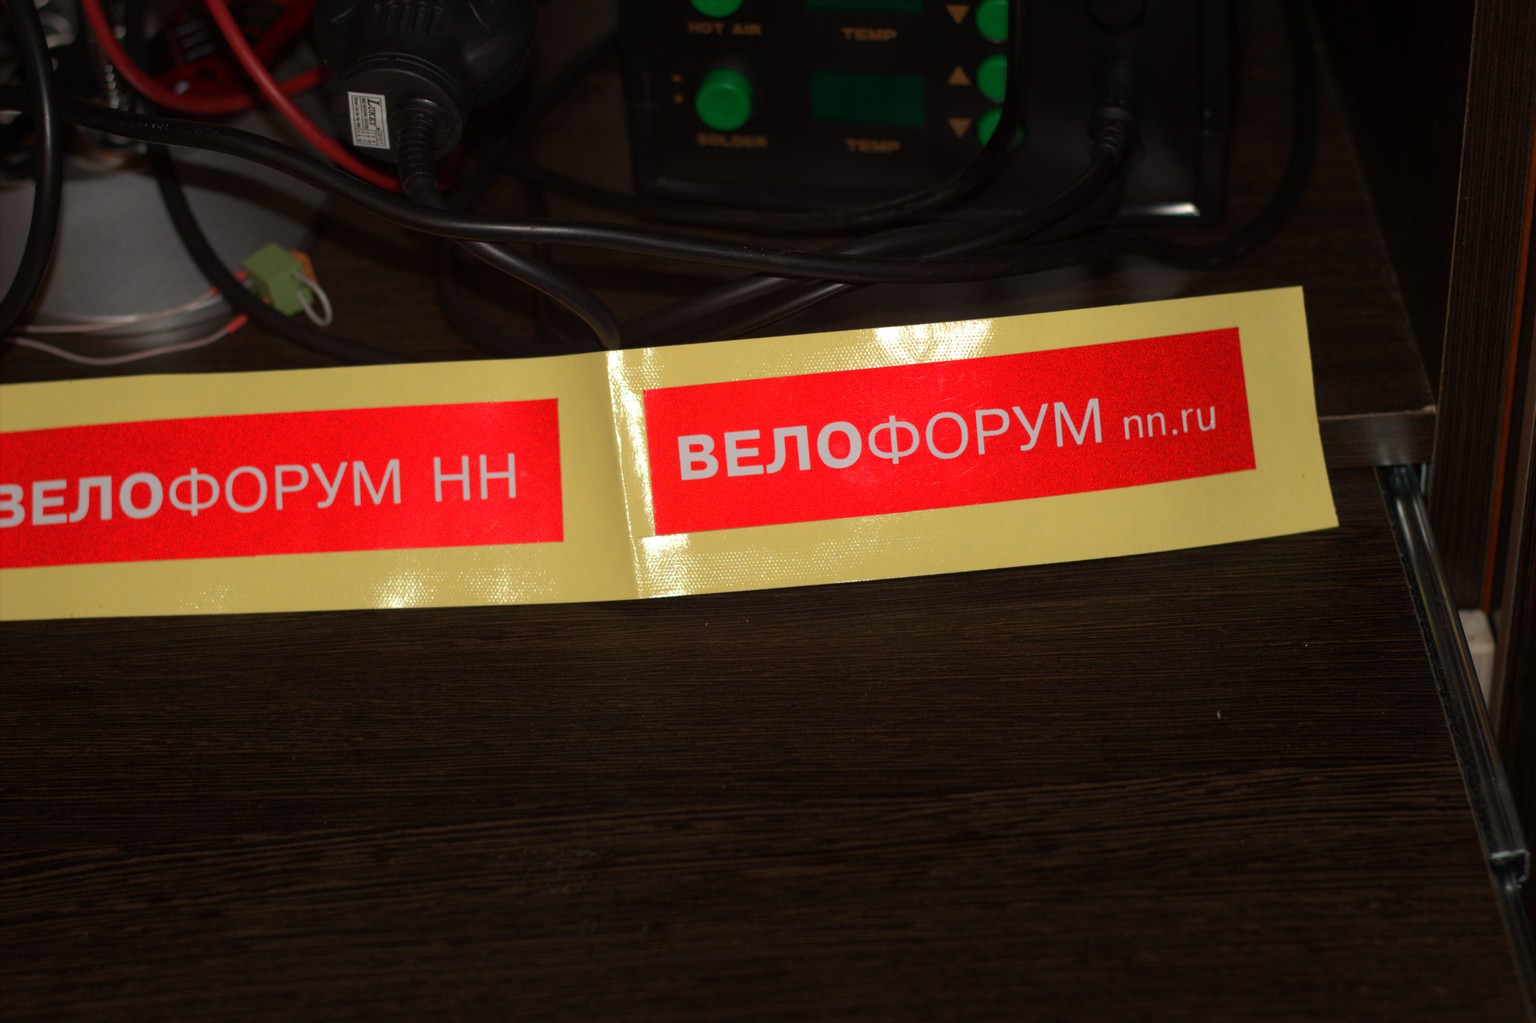 HOT AIR
TEMP
SOLDER
TEMP
ВЕЛОФОРУМ НН
ВЕЛОФОРУМ nn.ru